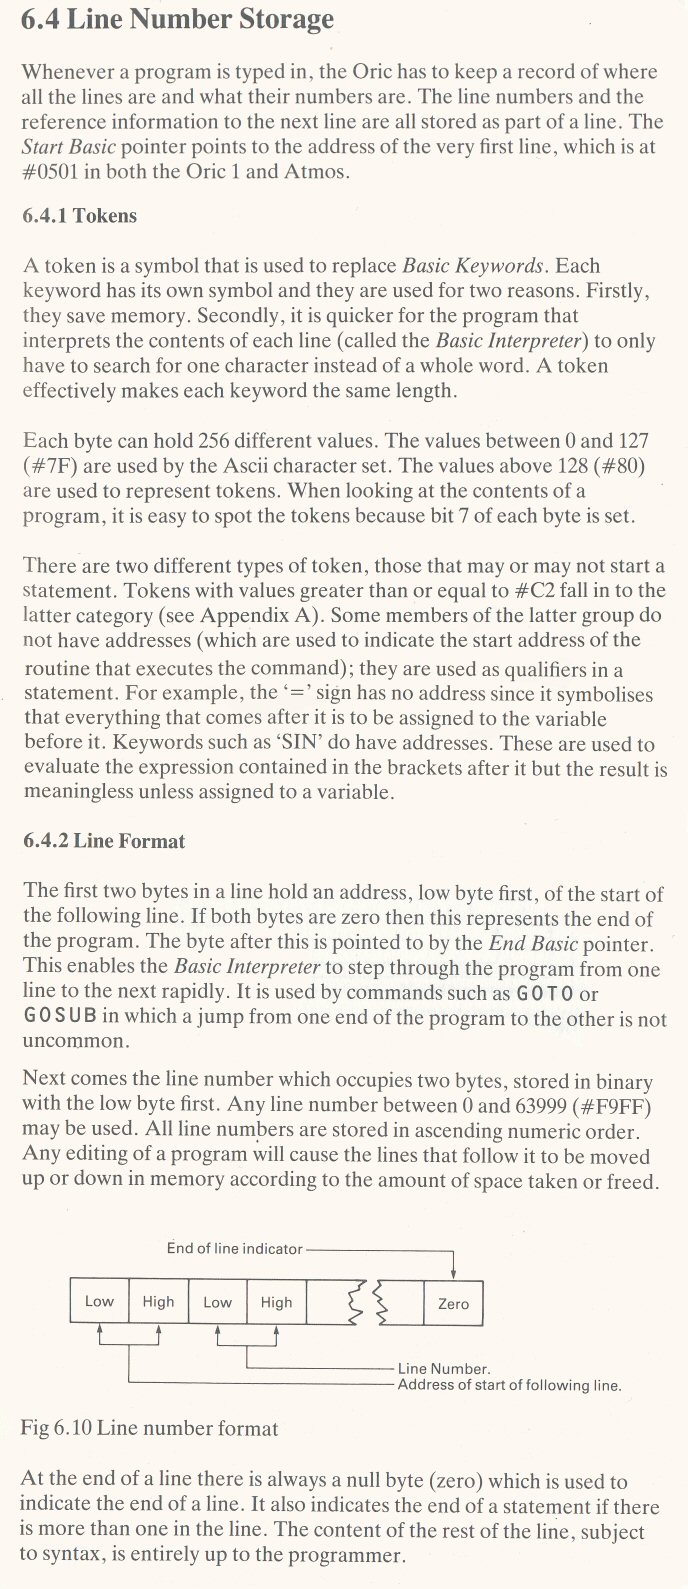 6.4 Line Number Storage
Whenever a program is typed in, the Oric has to keep a record of where
all the lines are and what their numbers are. The line numbers and the
reference information to the next line are all stored as part of a line. The
Start Basic pointer points to the address of the very first line, which is at
#0501 in both the Oric 1 and Atmos.
6.4.1 Tokens
A token is a symbol that is used to replace Basic Keywords. Each
keyword has its own symbol and they are used for two reasons. Firstly,
they save memory. Secondly, it is quicker for the program that
interprets the contents of each line (called the Basic Interpreter) to only
have to search for one character instead of a whole word. A token
effectively makes each keyword the same length.
Each byte can hold 256 different values. The values between 0 and 127
(#7F) are used by the Ascii character set. The values above 128 (#80)
are used to represent tokens. When looking at the contents of a
program, it is easy to spot the tokens because bit 7 of each byte is set.
There are two different types of token, those that may or may not start a
statement. Tokens with values greater than or equal to #C2 fall in to the
latter category (see Appendix A). Some members of the latter group do
not have addresses (which are used to indicate the start address of the
routine that executes the command); they are used as qualifiers in a
statement. For example, the ‘=’ sign has no address since it symbolises
that everything that comes after it is to be assigned to the variable
before it. Keywords such as ‘SIN’ do have addresses. These are used to
evaluate the expression contained in the brackets after it but the result is
meaningless unless assigned to a variable.
6.4.2 Line Format
The first two bytes in a line hold an address, low byte first, of the start of
the following line. If both bytes are zero then this represents the end of
the program. The byte after this is pointed to by the End Basic pointer.
This enables the Basic Interpreter to step through the program from one
line to the next rapidly. It is used by commands such as GOTO or
GOSUB in which a jump from one end of the program to the other is not
uncommon.
Next comes the line number which occupies two bytes, stored in binary
with the low byte first. Any line number between 0 and 63999 (#F9FF)
may be used. All line numbers are stored in ascending numeric order.
Any editing of a program will cause the lines that follow it to be moved
up or down in memory according to the amount of space taken or freed.
End of line indicator
Low High Low High Zero
Line Number.
Address of start of following line.
Fig 6.10 Line number format
At the end of a line there is always a null byte (zero) which is used to
indicate the end of a line. It also indicates the end of a statement if there
is more than one in the line. The content of the rest of the line, subject
to syntax, is entirely up to the programmer.